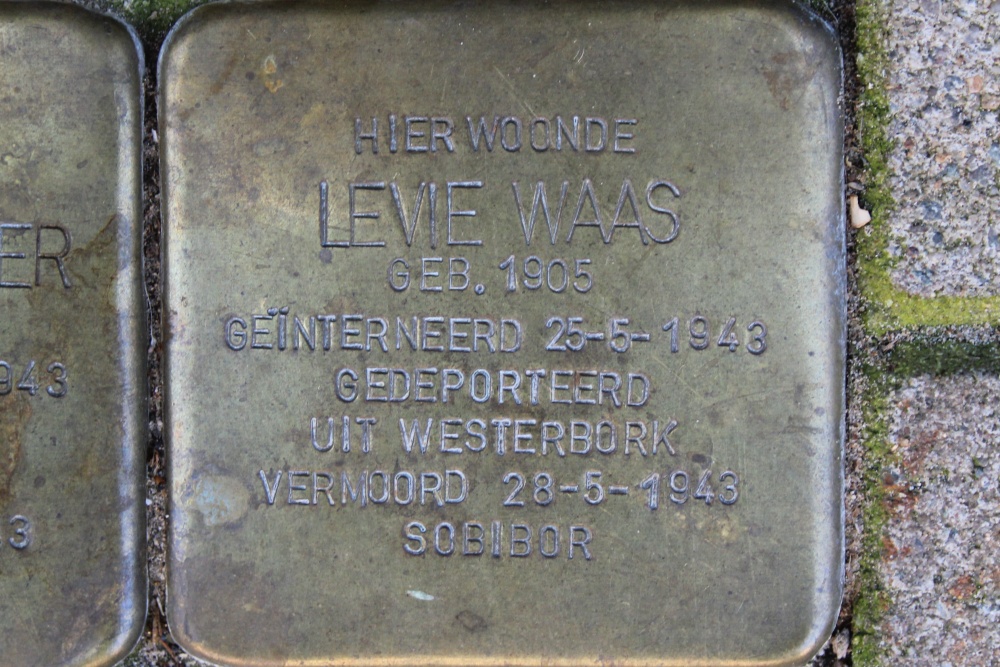 HIER WOONDE
LEVIE WAAS
GEB. 1905
GEÏNTERNEERD 25-5-1943
GEDEPORTEERD
UIT WESTERBORK
VERMOORD 28-5-1943
SOBIBOR